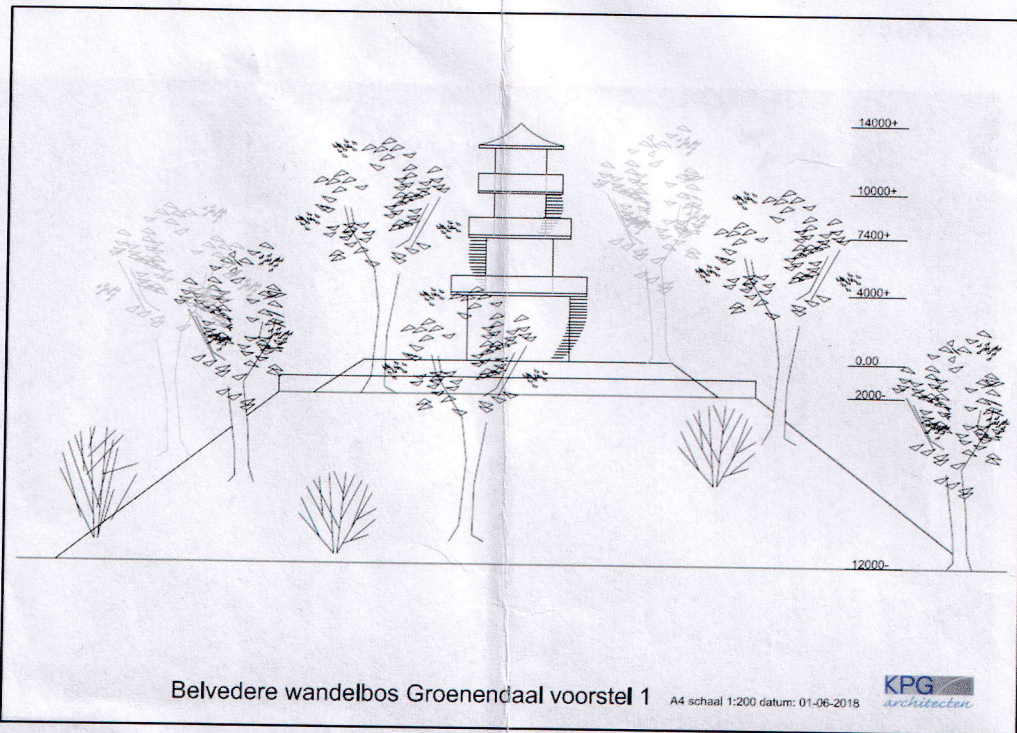 14000+
10000+
7400+
4000+
0.00
2000-
12000-
Belvedere wandelbos Groenendaal voorstel 1 A4 schaal 1:200 datum: 01-06-2018
KPG
architecten